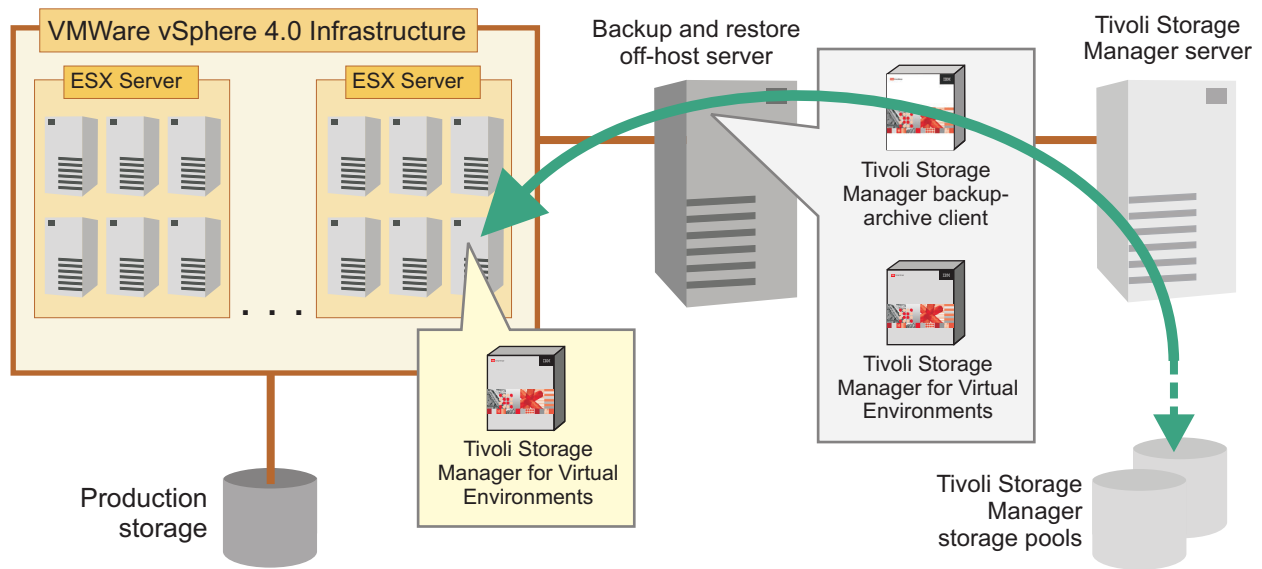 VMWare vSphere 4.0 Infrastructure
ESX Server
ESX Server
. . .
Backup and restore
off-host server
Tivoli Storage
Manager server
Tivoli Storage
Manager backup-
archive client
Tivoli Storage
Manager for Virtual
Environments
Tivoli Storage
Manager for Virtual
Environments
Production
storage
Tivoli Storage
Manager
storage pools